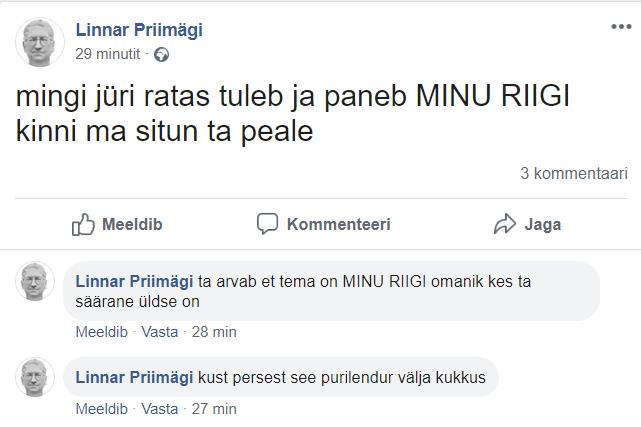 Linnar Priimägi
29 minutit ·
mingi jüri ratas tuleb ja paneb MINU RIIGI
kinni ma situn ta peale
3 kommentaari
Meeldib Kommenteeri Jaga
Linnar Priimägi ta arvab et tema on MINU RIIGI omanik kes ta
säärane üldse on
Meeldib · Vasta · 28 min
Linnar Priimägi kust persest see purilendur välja kukkus
Meeldib · Vasta · 27 min